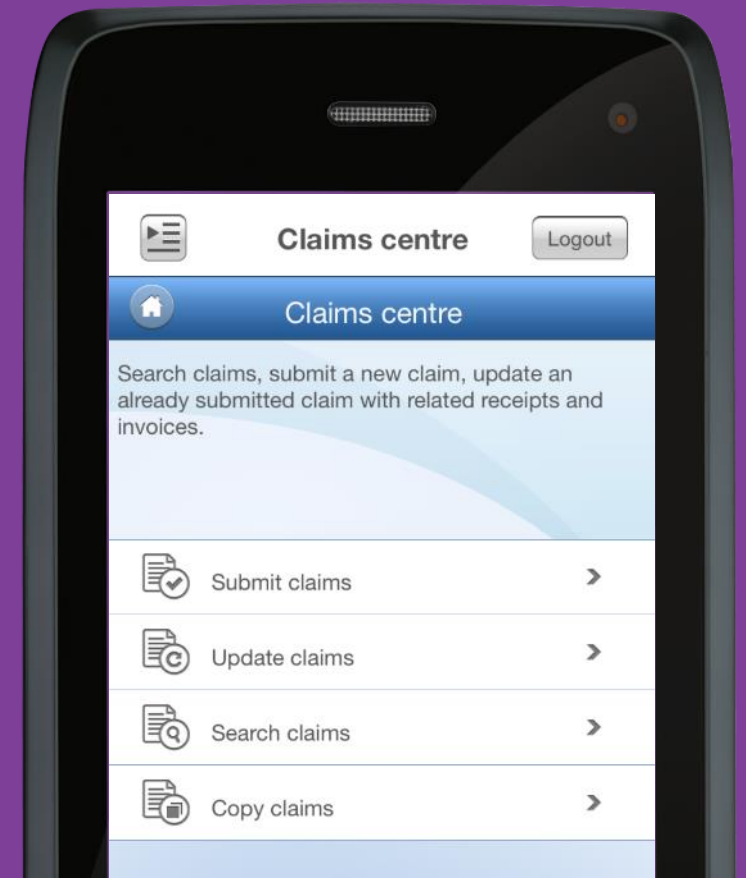 Claims centre
Logout
Claims centre
Search claims, submit a new claim, update an
already submitted claim with related receipts and
invoices.
Submit claims
Update claims
Search claims
Copy claims